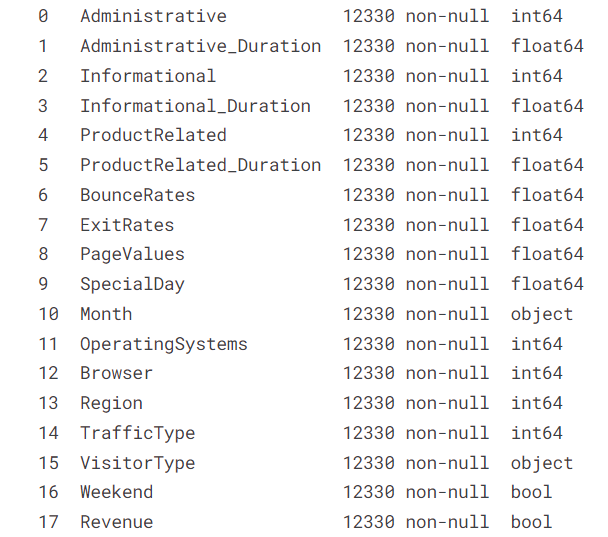 0 Administrative 12330 non-null int64
1 Administrative_Duration 12330 non-null float64
2 Informational 12330 non-null int64
3 Informational_Duration 12330 non-null float64
4 ProductRelated 12330 non-null int64
5 ProductRelated_Duration 12330 non-null float64
6 BounceRates 12330 non-null float64
7 ExitRates 12330 non-null float64
8 PageValues 12330 non-null float64
9 SpecialDay 12330 non-null float64
10 Month 12330 non-null object
11 OperatingSystems 12330 non-null int64
12 Browser 12330 non-null int64
13 Region 12330 non-null int64
14 TrafficType 12330 non-null int64
15 VisitorType 12330 non-null object
16 Weekend 12330 non-null bool
17 Revenue 12330 non-null bool